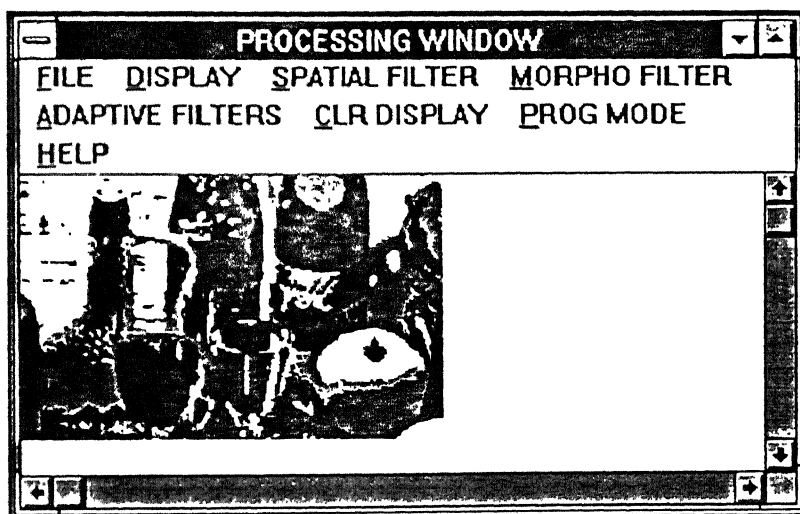 PROCESSING WINDOW
FILE DISPLAY SPATIAL FILTER MORPHO FILTER
ADAPTIVE FILTERS CLR DISPLAY PROG MODE
HELP